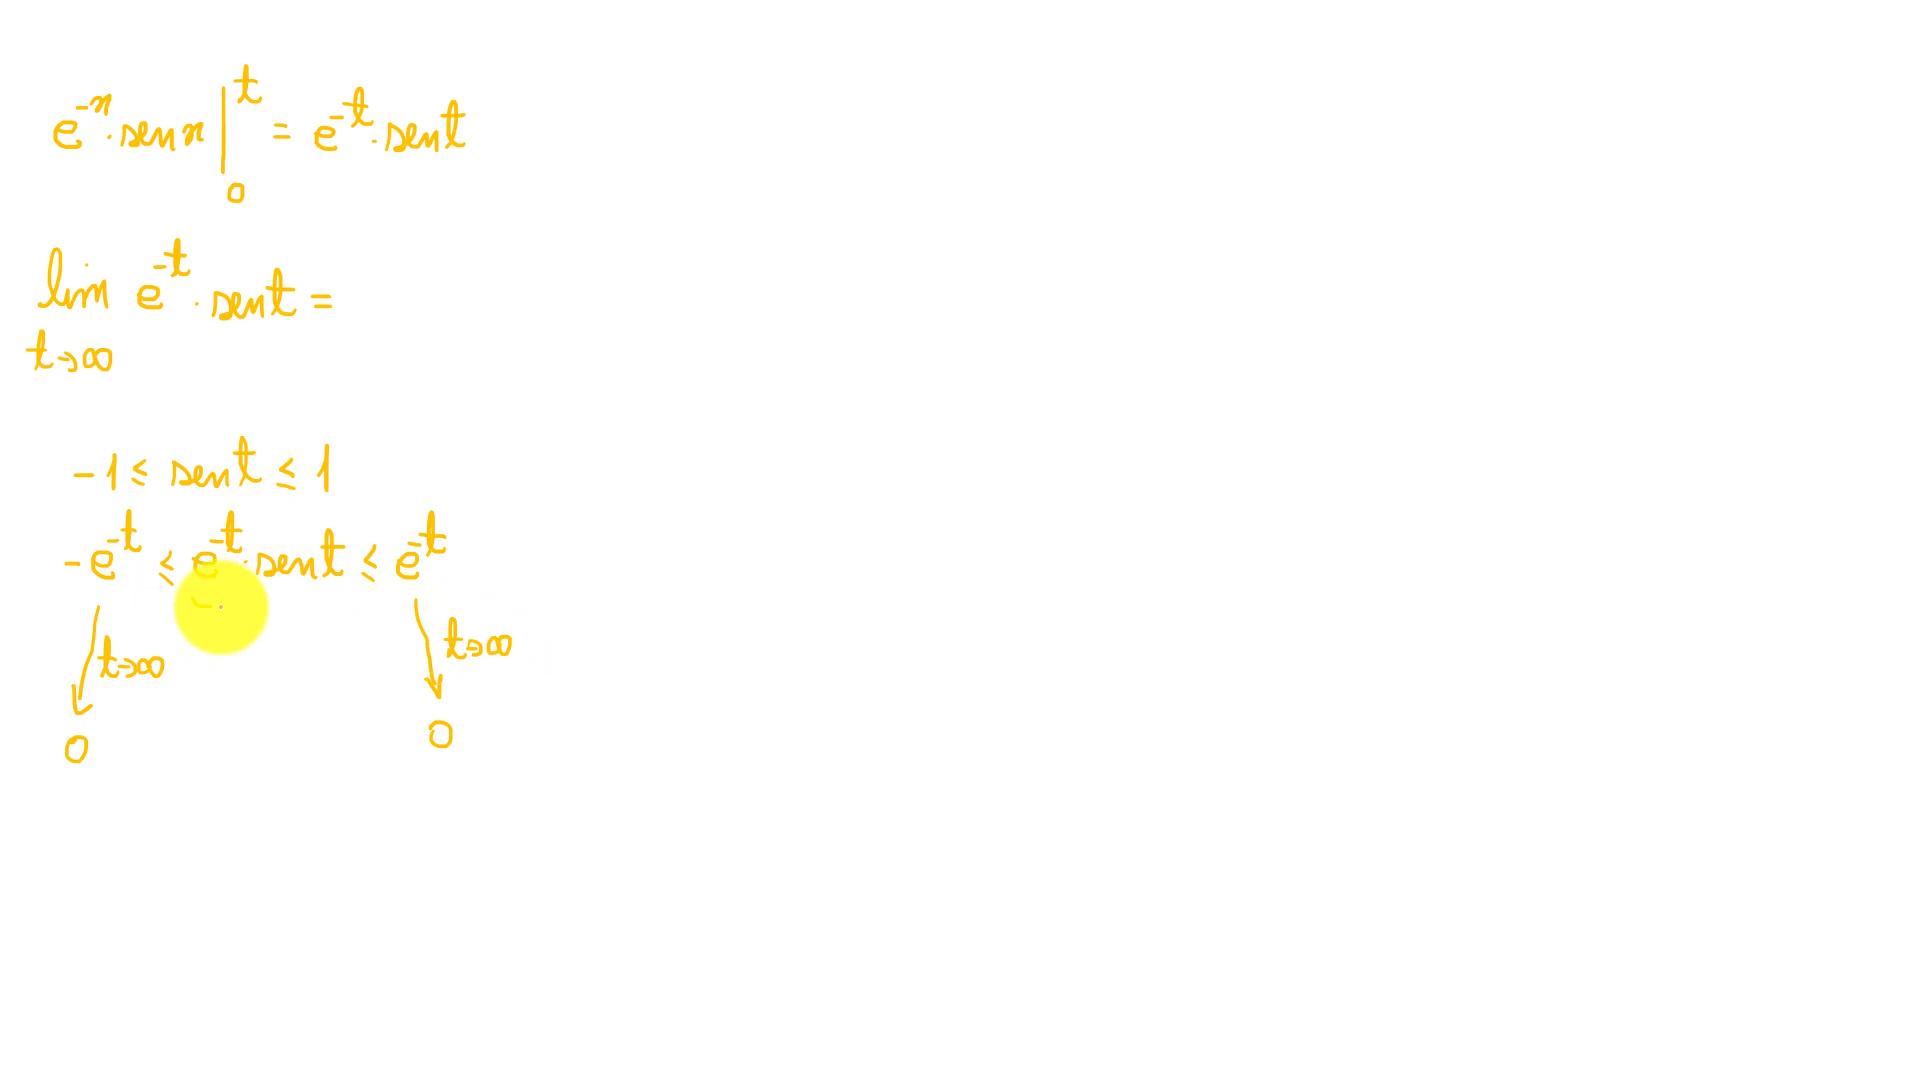 e^{-x} · sen x |_0^t = e^{-t} · sen t
lim_{t→∞} e^{-t} · sen t =
-1 ≤ sen t ≤ 1
-e^{-t} ≤ e^{-t} · sen t ≤ e^{-t}
t→∞ t→∞
0 0